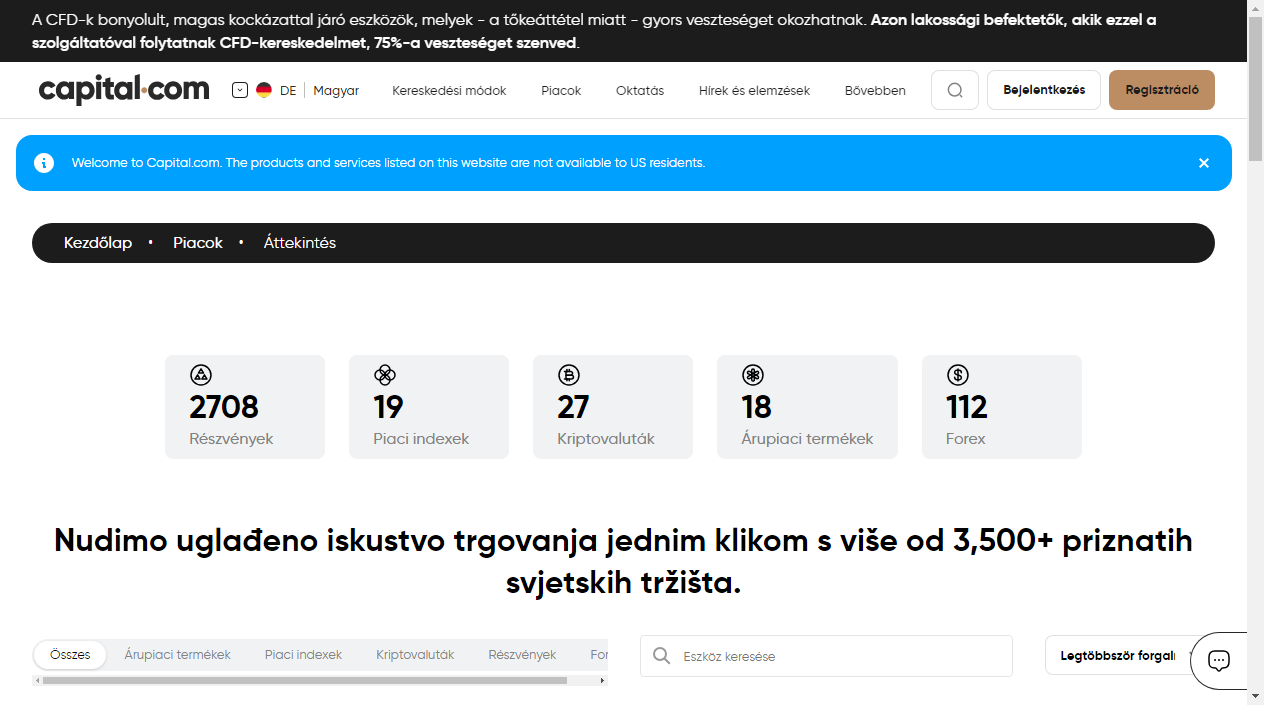 A CFD-k bonyolult, magas kockázattal járó eszközök, melyek - a tőkeáttétel miatt - gyors veszteséget okozhatnak. Azon lakossági befektetők, akik ezzel a
szolgáltatóval folytatnak CFD-kereskedelmet, 75%-a veszteséget szenved.
capital.com DE Magyar Kereskedési módok Piacok Oktatás Hírek és elemzések Bővebben Bejelentkezés Regisztráció
Welcome to Capital.com. The products and services listed on this website are not available to US residents.
Kezdőlap • Piacok • Áttekintés
2708 19 27 18 112
Részvények Piaci indexek Kriptovaluták Árupiaci termékek Forex
Nudimo uglađeno iskustvo trgovanja jednim klikom s više od 3,500+ priznatih
svjetskih tržišta.
Összes Árupiaci termékek Piaci indexek Kriptovaluták Részvények For Eszköz keresése Legtöbbször forgal